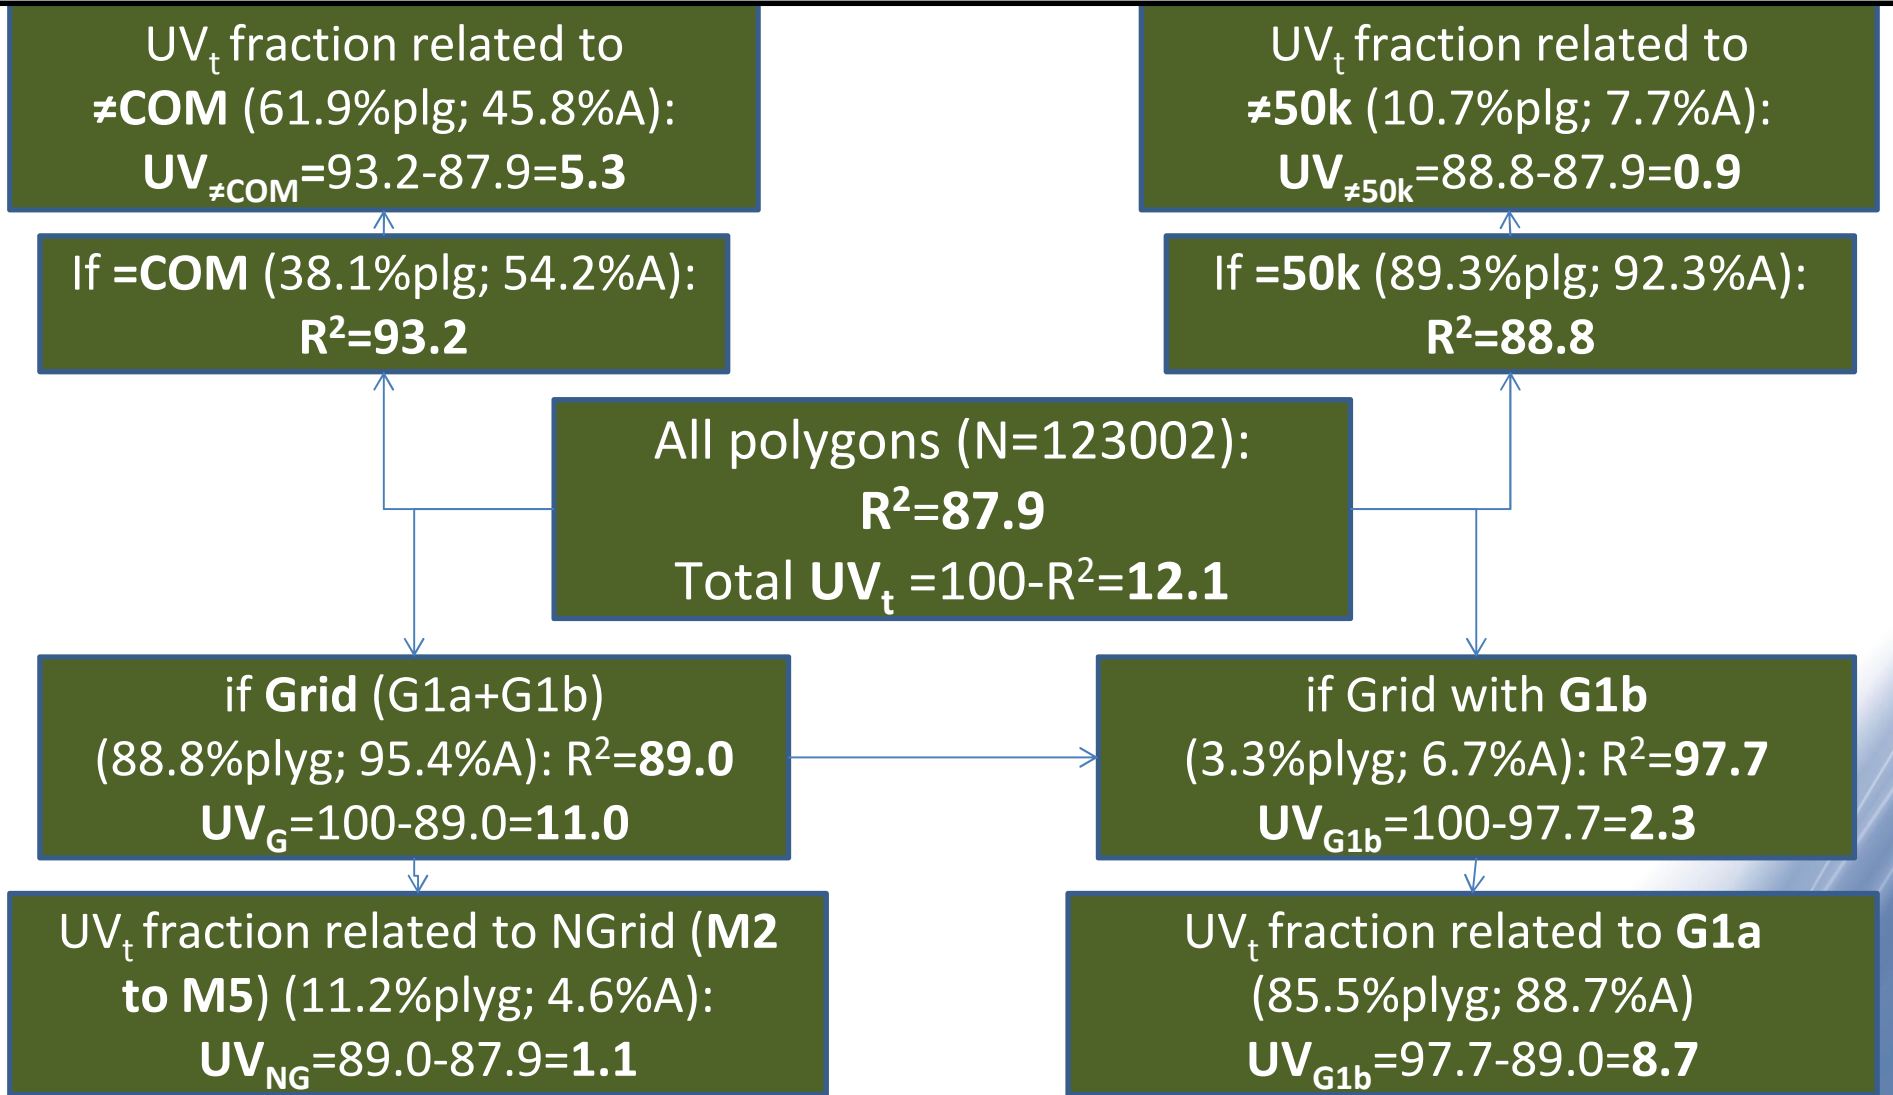 UVt fraction related to
≠COM (61.9%plg; 45.8%A):
UV≠COM=93.2-87.9=5.3
UVt fraction related to
≠50k (10.7%plg; 7.7%A):
UV≠50k=88.8-87.9=0.9
If =COM (38.1%plg; 54.2%A):
R²=93.2
If =50k (89.3%plg; 92.3%A):
R²=88.8
All polygons (N=123002):
R²=87.9
Total UVt =100-R²=12.1
if Grid (G1a+G1b)
(88.8%plyg; 95.4%A): R²=89.0
UVG=100-89.0=11.0
if Grid with G1b
(3.3%plyg; 6.7%A): R²=97.7
UVG1b=100-97.7=2.3
UVt fraction related to NGrid (M2
to M5) (11.2%plyg; 4.6%A):
UVNG=89.0-87.9=1.1
UVt fraction related to G1a
(85.5%plyg; 88.7%A)
UVG1b=97.7-89.0=8.7